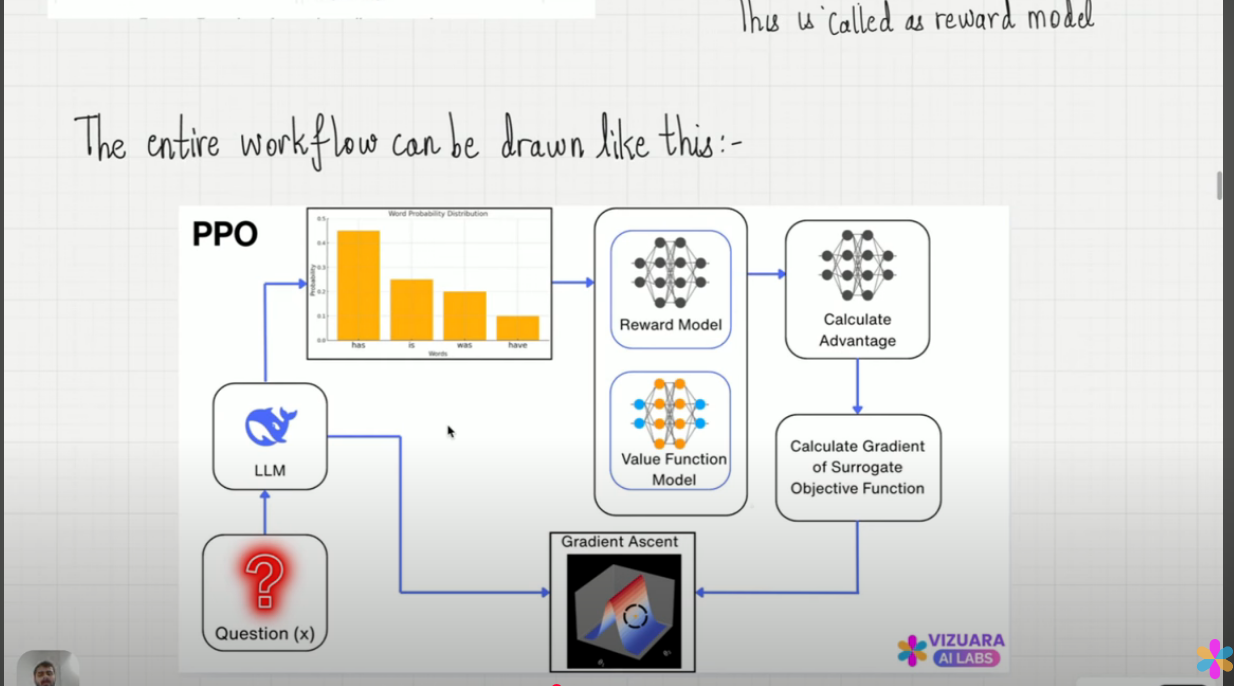 This is called as reward model
The entire workflow can be drawn like this:-
PPO
Word Probability Distribution
Probability
0.5
0.4
0.3
0.2
0.1
0.0
has
is
was
have
Words
Reward Model
Value Function
Model
Calculate
Advantage
Calculate Gradient
of Surrogate
Objective Function
LLM
?
Question (x)
Gradient Ascent
VIZUARA
AI LABS